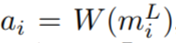 a_i = W(m_i^L)